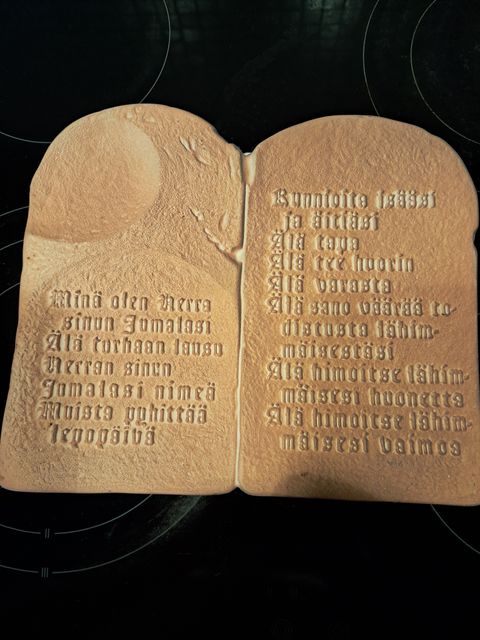 Minä olen Herra
sinun Jumalasi
Älä turhaan lausu
Herran sinun
Jumalasi nimeä
Muista pyhittää
lepopäivä
Kunnioita isääsi
ja äitiäsi
Älä tapa
Älä tee huorin
Älä varasta
Älä sano väärää to-
distusta lähim-
mäisestäsi
Älä himoitse lähim-
mäisesi huonetta
Älä himoitse lähim-
mäisesi vaimoa
II
III